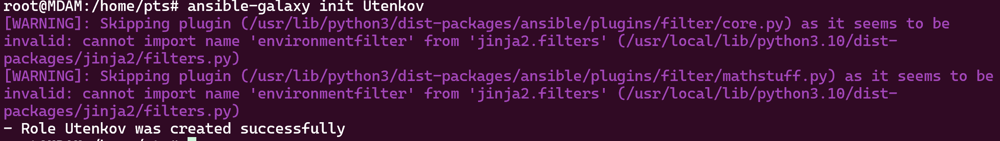 root@MDAM:/home/pts# ansible-galaxy init Utenkov
[WARNING]: Skipping plugin (/usr/lib/python3/dist-packages/ansible/plugins/filter/core.py) as it seems to be
invalid: cannot import name 'environmentfilter' from 'jinja2.filters' (/usr/local/lib/python3.10/dist-
packages/jinja2/filters.py)
[WARNING]: Skipping plugin (/usr/lib/python3/dist-packages/ansible/plugins/filter/mathstuff.py) as it seems to be
invalid: cannot import name 'environmentfilter' from 'jinja2.filters' (/usr/local/lib/python3.10/dist-
packages/jinja2/filters.py)
- Role Utenkov was created successfully